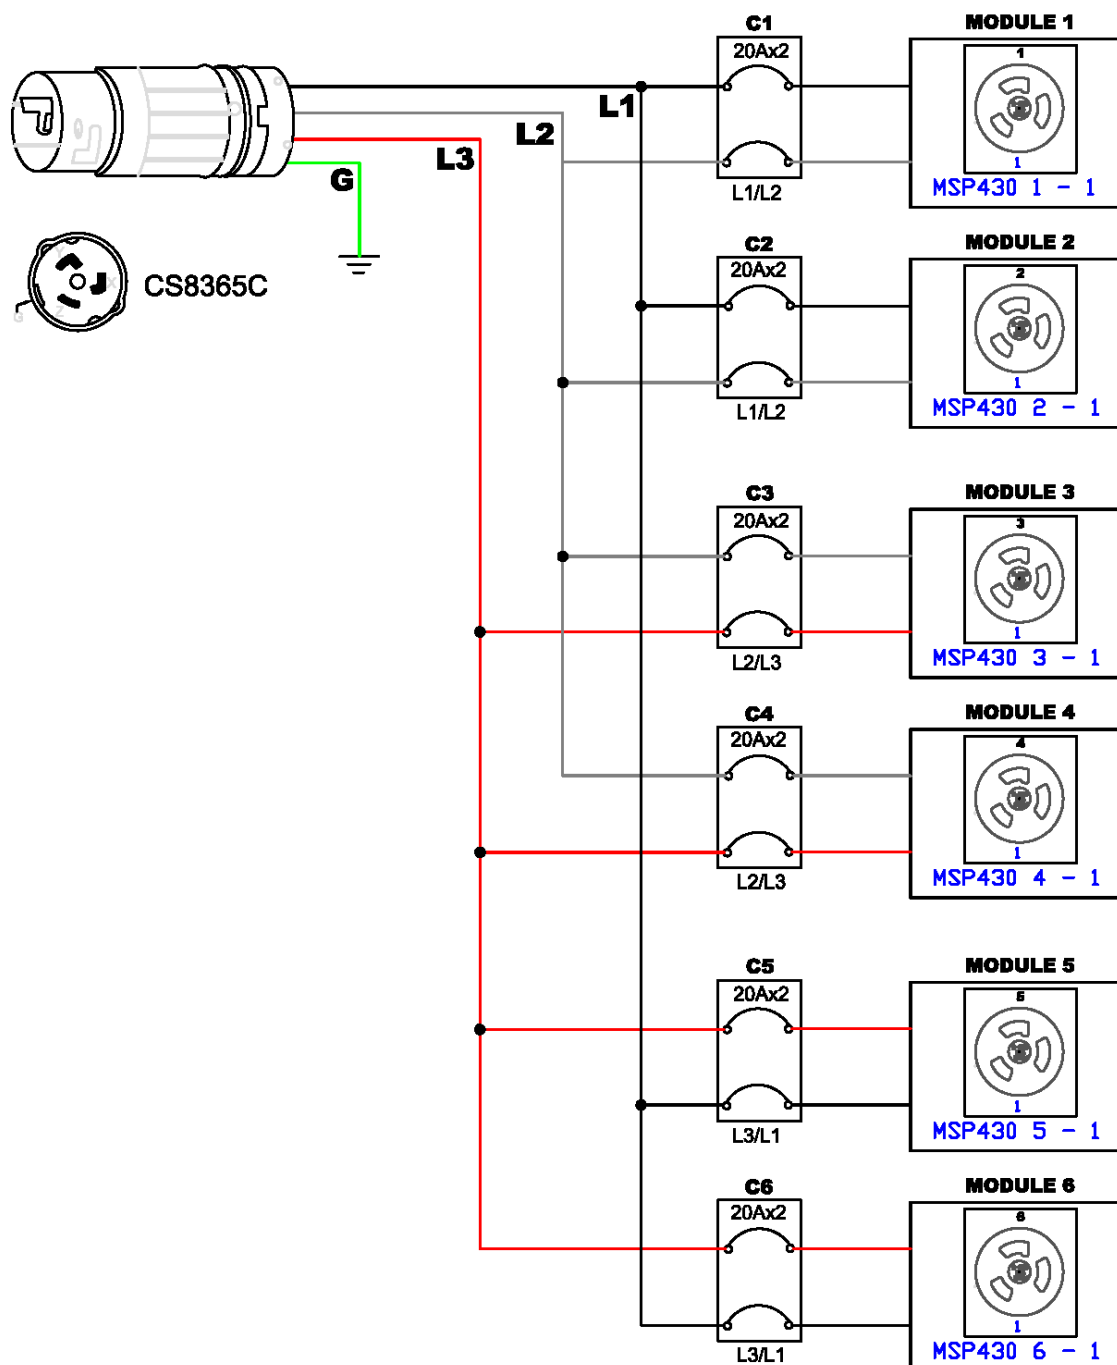 C1
MODULE 1
20Ax2
1
L1
L2
L3
G
1
L1/L2
MSP430 1 - 1
C2
MODULE 2
20Ax2
2
Y
X
Z
G
CS8365C
1
L1/L2
MSP430 2 - 1
C3
MODULE 3
20Ax2
3
1
L2/L3
MSP430 3 - 1
C4
MODULE 4
20Ax2
4
1
L2/L3
MSP430 4 - 1
C5
MODULE 5
20Ax2
5
1
L3/L1
MSP430 5 - 1
C6
MODULE 6
20Ax2
6
1
L3/L1
MSP430 6 - 1